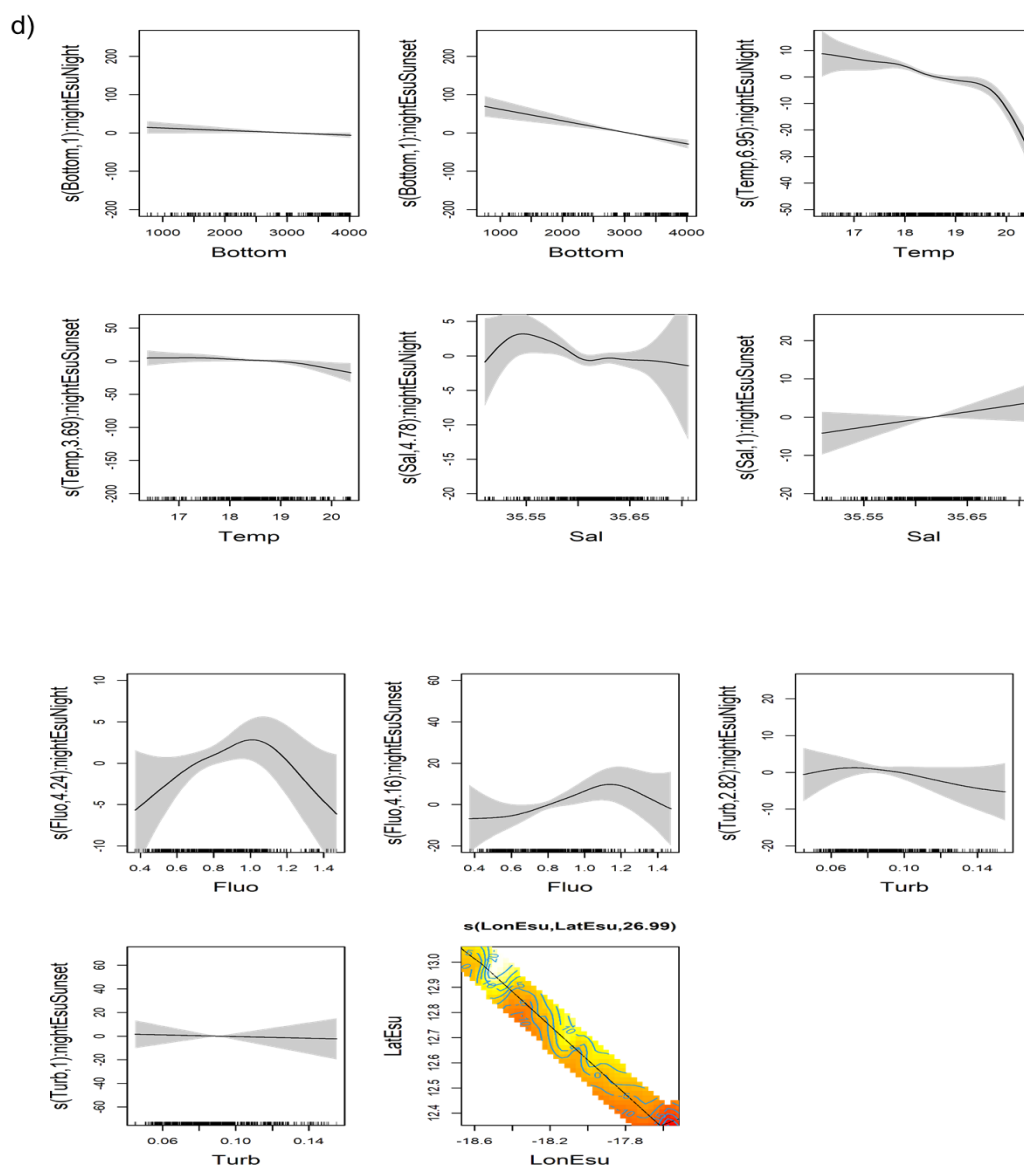 d)
s(Bottom,1):nightEsuNight
200
100
0
-100
-200
1000 2000 3000 4000
Bottom
s(Bottom,1):nightEsuSunset
200
100
0
-100
-200
1000 2000 3000 4000
Bottom
s(Temp,6.95):nightEsuNight
10
0
-10
-20
-30
-40
-50
17 18 19 20
Temp
s(Temp,3.69):nightEsuSunset
50
0
-50
-100
-150
-200
17 18 19 20
Temp
s(Sal,4.78):nightEsuNight
5
0
-5
-10
-15
-20
35.55 35.65
Sal
s(Sal,1):nightEsuSunset
20
10
0
-10
-20
35.55 35.65
Sal
s(Fluo,4.24):nightEsuNight
10
5
0
-5
-10
0.4 0.6 0.8 1.0 1.2 1.4
Fluo
s(Fluo,4.16):nightEsuSunset
60
40
20
0
-20
0.4 0.6 0.8 1.0 1.2 1.4
Fluo
s(Turb,2.82):nightEsuNight
20
10
0
-10
-20
0.06 0.10 0.14
Turb
s(Turb,1):nightEsuSunset
60
40
20
0
-20
-40
-60
0.06 0.10 0.14
Turb
s(LonEsu,LatEsu,26.99)
LatEsu
13.0
12.9
12.8
12.7
12.6
12.5
12.4
-18.6 -18.2 -17.8
LonEsu